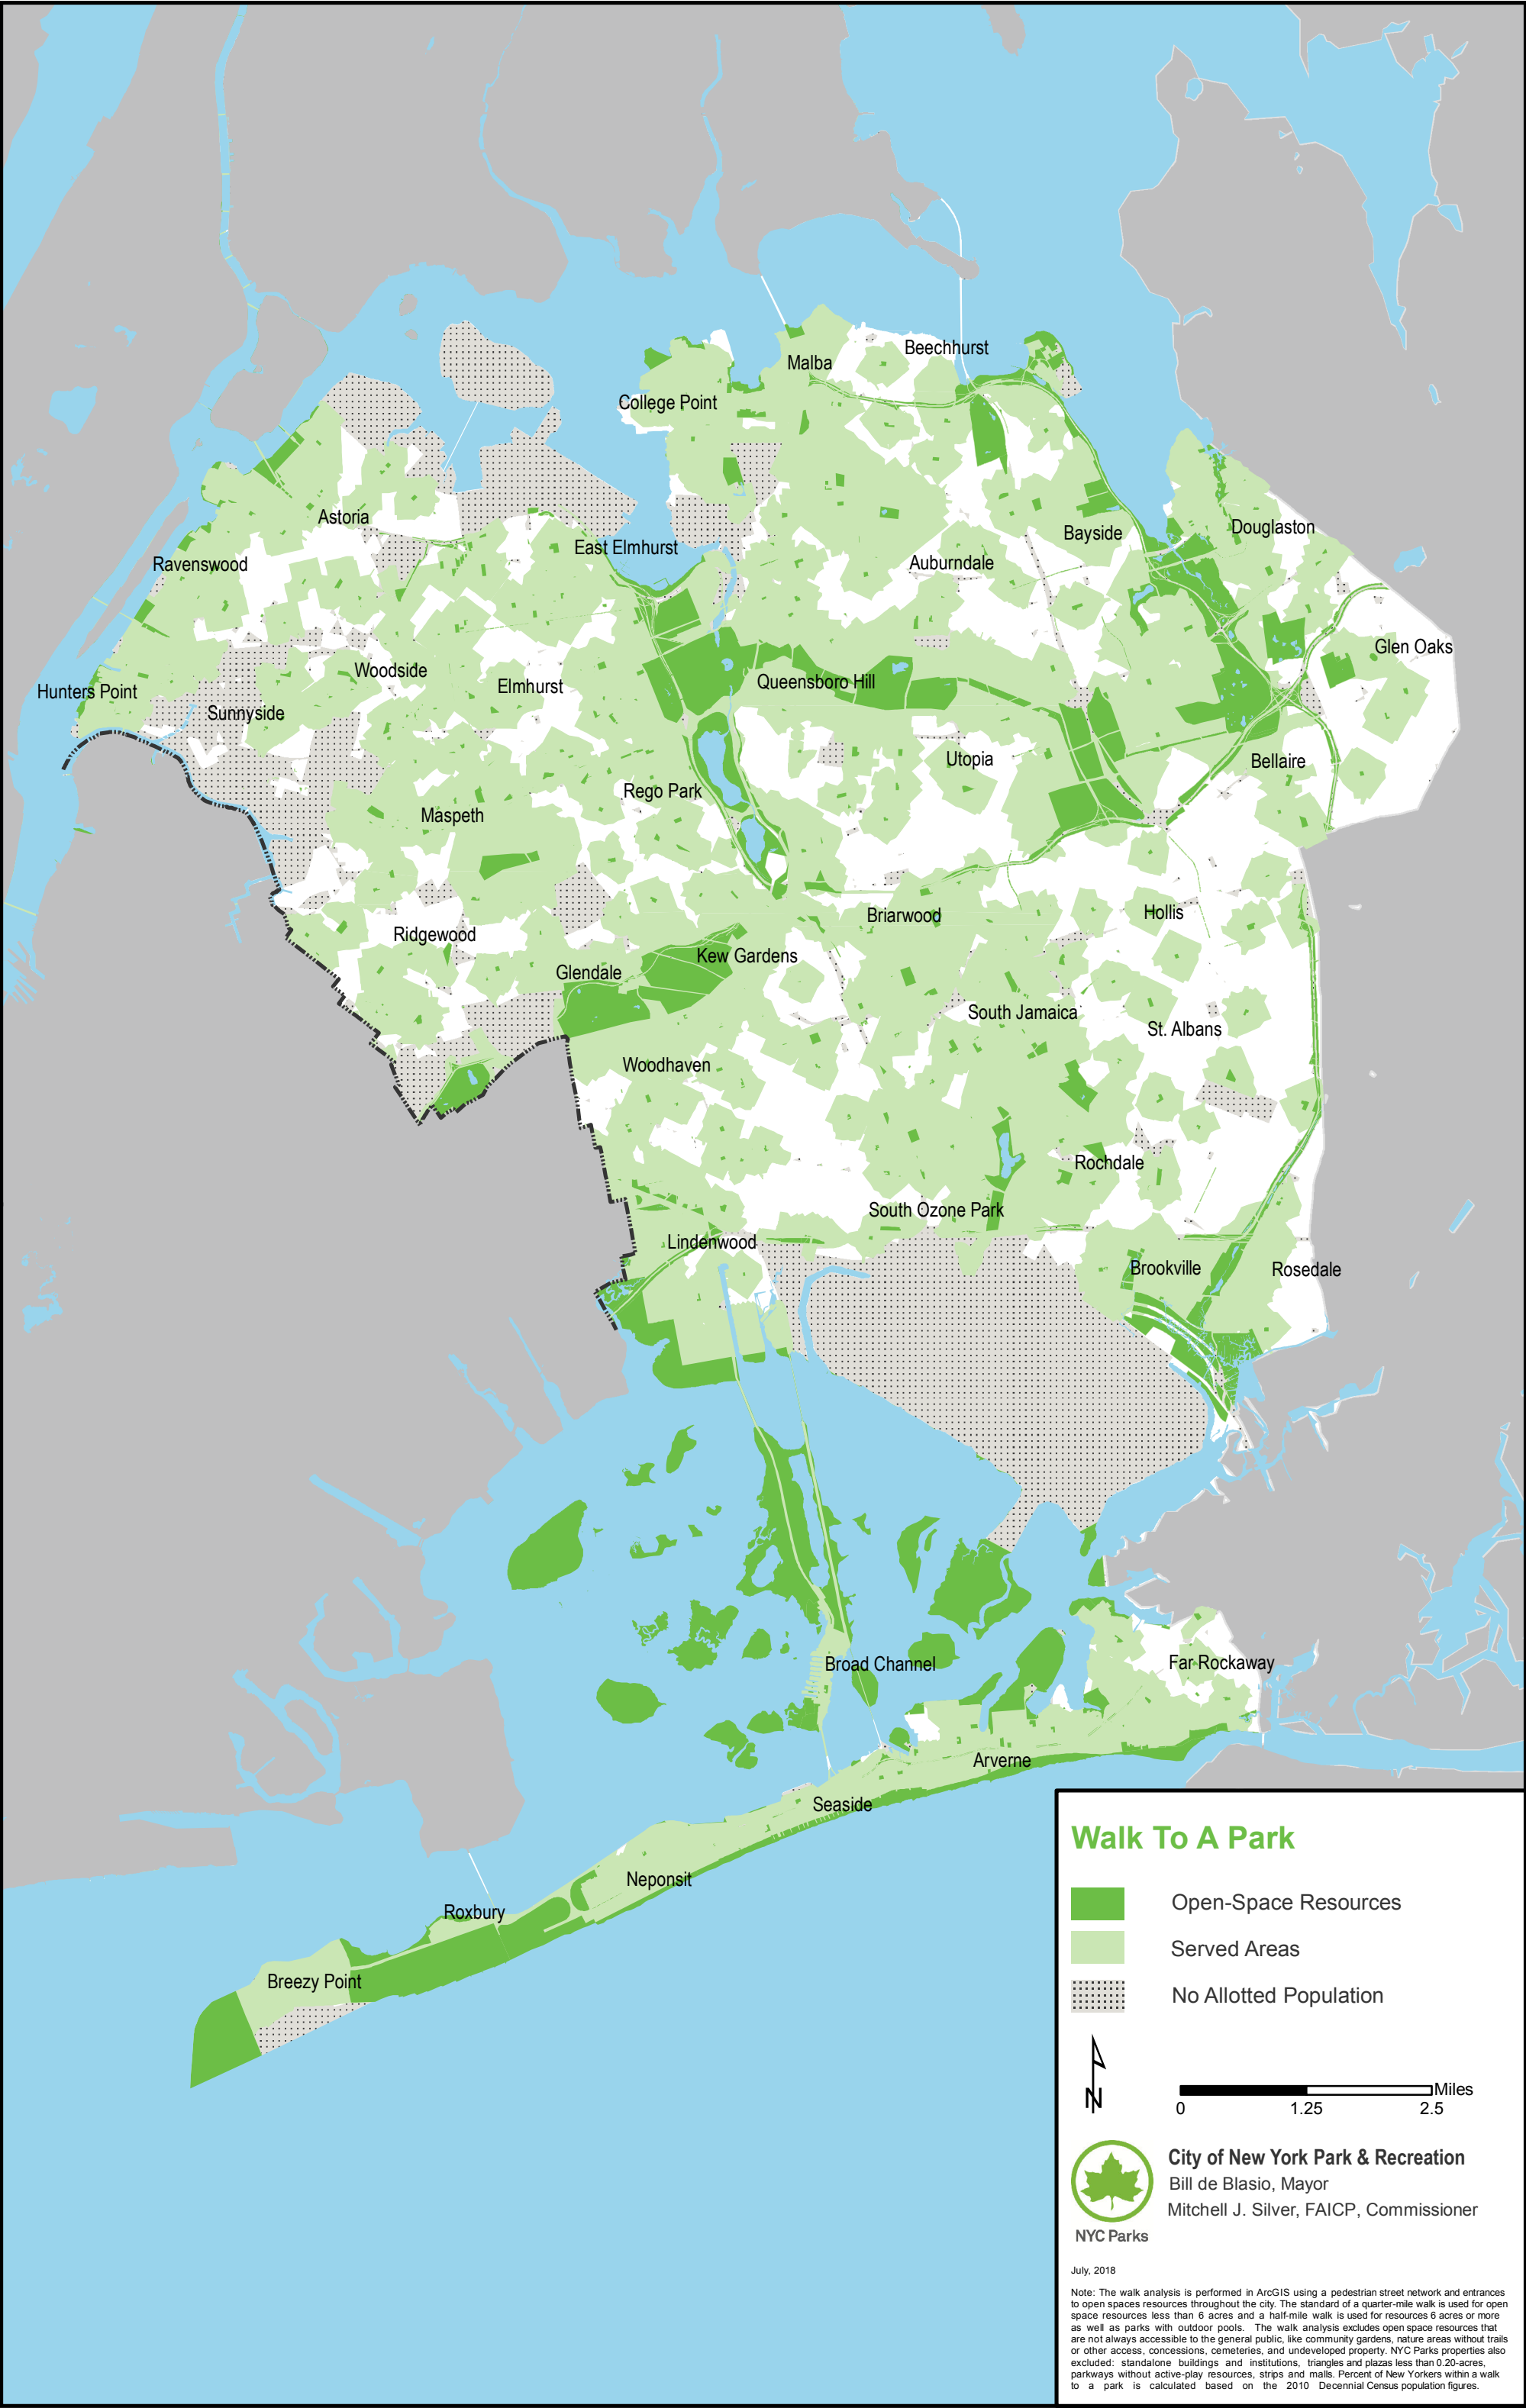 Beechhurst
Malba
College Point
Astoria
East Elmhurst
Bayside
Douglaston
Ravenswood
Auburndale
Glen Oaks
Woodside
Elmhurst
Queensboro Hill
Hunters Point
Sunnyside
Utopia
Bellaire
Rego Park
Maspeth
Briarwood
Hollis
Ridgewood
Kew Gardens
Glendale
South Jamaica
St. Albans
Woodhaven
Rochdale
South Ozone Park
Lindenwood
Brookville
Rosedale
Broad Channel
Far Rockaway
Arverne
Seaside
Neponsit
Roxbury
Breezy Point
Walk To A Park
Open-Space Resources
Served Areas
No Allotted Population
N
Miles
0 1.25 2.5
City of New York Park & Recreation
Bill de Blasio, Mayor
Mitchell J. Silver, FAICP, Commissioner
NYC Parks
July, 2018
Note: The walk analysis is performed in ArcGIS using a pedestrian street network and entrances
to open spaces resources throughout the city. The standard of a quarter-mile walk is used for open
space resources less than 6 acres and a half-mile walk is used for resources 6 acres or more
as well as parks with outdoor pools. The walk analysis excludes open space resources that
are not always accessible to the general public, like community gardens, nature areas without trails
or other access, concessions, cemeteries, and undeveloped property. NYC Parks properties also
excluded: standalone buildings and institutions, triangles and plazas less than 0.20-acres,
parkways without active-play resources, strips and malls. Percent of New Yorkers within a walk
to a park is calculated based on the 2010 Decennial Census population figures.